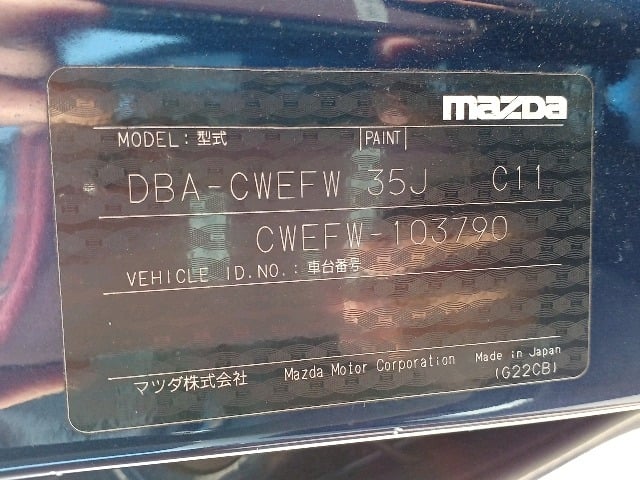 mazda
MODEL: 型式 PAINT
DBA-CWEFW 35J C11
CWEFW-103790
VEHICLE ID.NO.: 車台番号
マツダ株式会社 Mazda Motor Corporation Made in Japan
(G22CB)